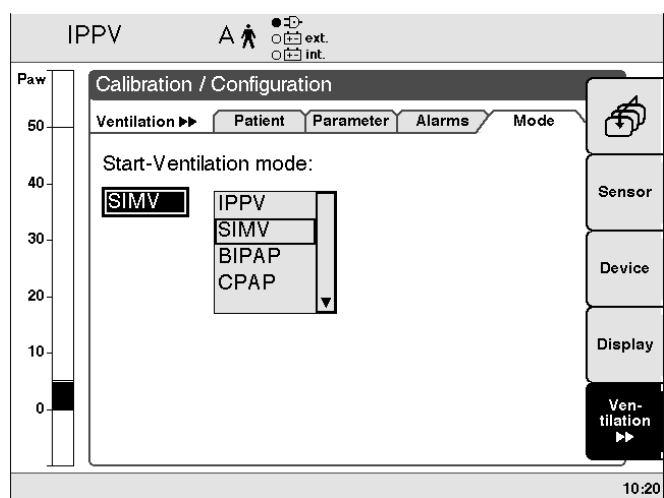 IPPV A ext.
int.
Paw
Calibration / Configuration
Ventilation ▶▶ Patient Parameter Alarms Mode
50
Start-Ventilation mode:
40
SIMV IPPV
SIMV
BIPAP
CPAP
30
20
10
0
Sensor
Device
Display
Ven-
tilation
▶▶
10:20